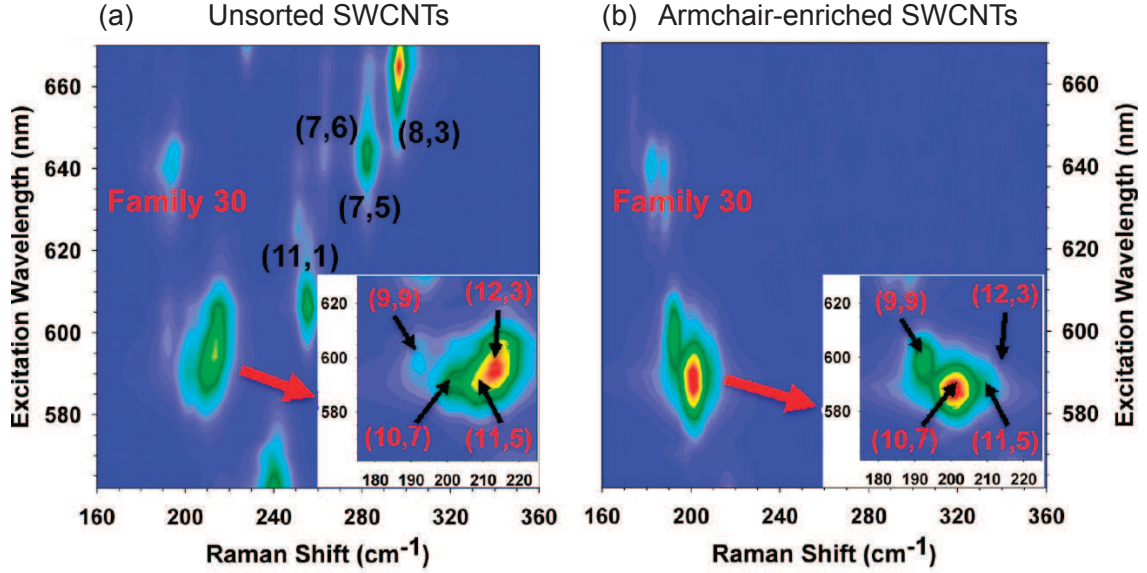 (a) Unsorted SWCNTs
(b) Armchair-enriched SWCNTs
Excitation Wavelength (nm)
660
640
620
600
580
160 200 240 280 320 360
Raman Shift (cm-1)
(7,6)
(8,3)
(7,5)
Family 30
(11,1)
(9,9)
(12,3)
(10,7)
(11,5)
620
600
580
180 190 200 210 220
660
640
620
600
580
160 200 240 280 320 360
Raman Shift (cm-1)
Excitation Wavelength (nm)
Family 30
(9,9)
(12,3)
(10,7)
(11,5)
620
600
580
180 190 200 210 220